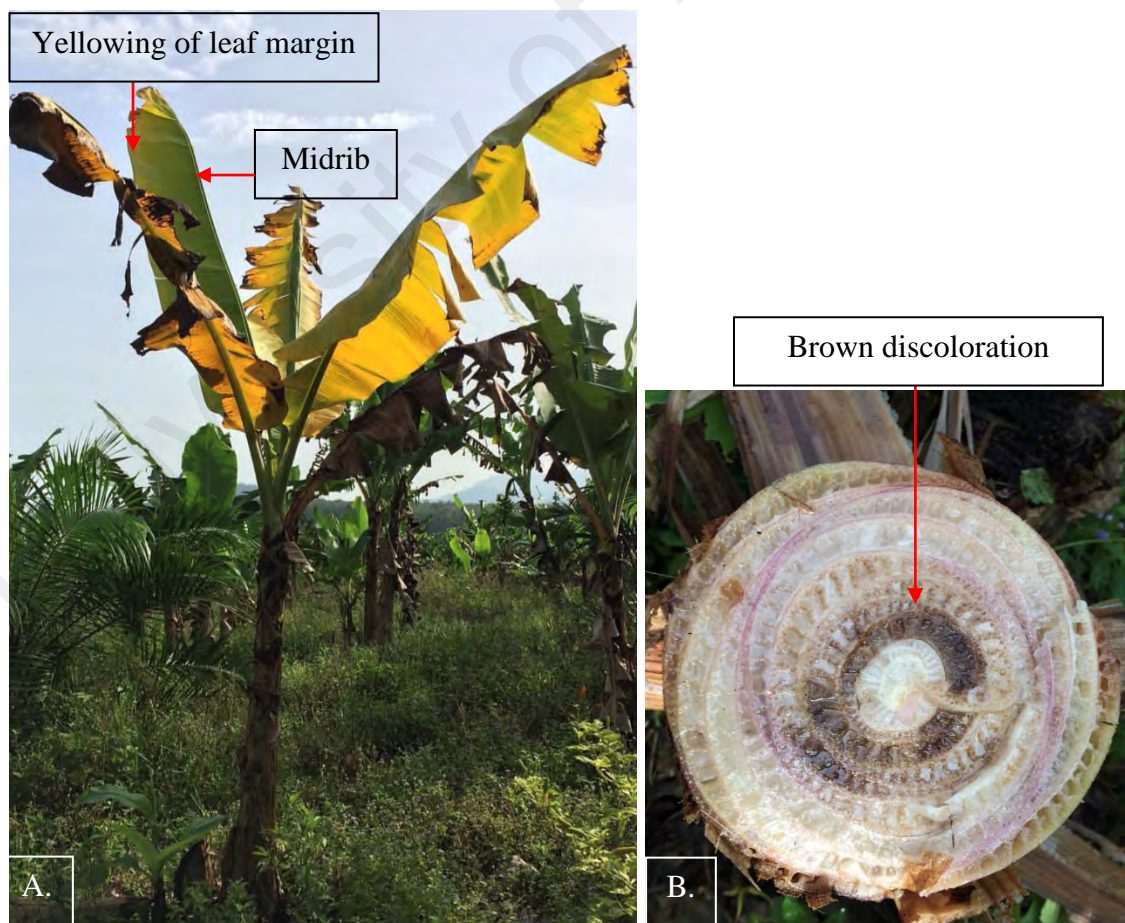 Yellowing of leaf margin
Midrib
Brown discoloration
A.
B.